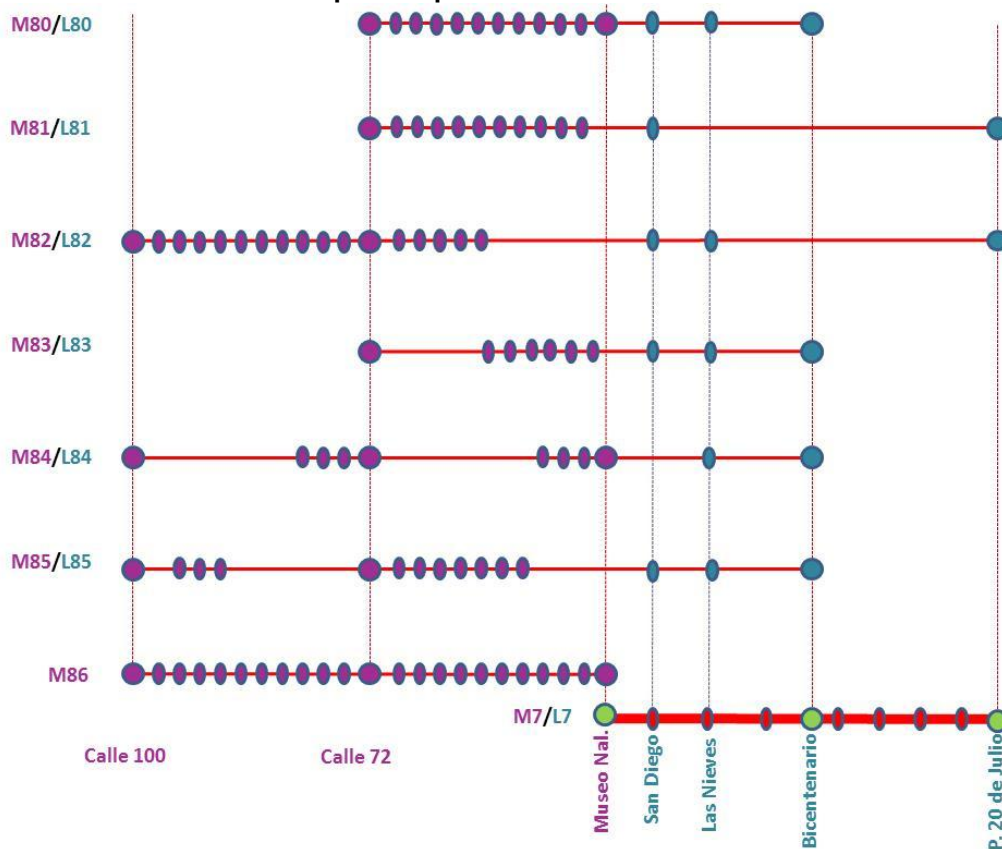 M80/L80
M81/L81
M82/L82
M83/L83
M84/L84
M85/L85
M86
M7/L7
Calle 100
Calle 72
Museo Nal.
San Diego
Las Nieves
Bicentenario
P. 20 de Julio